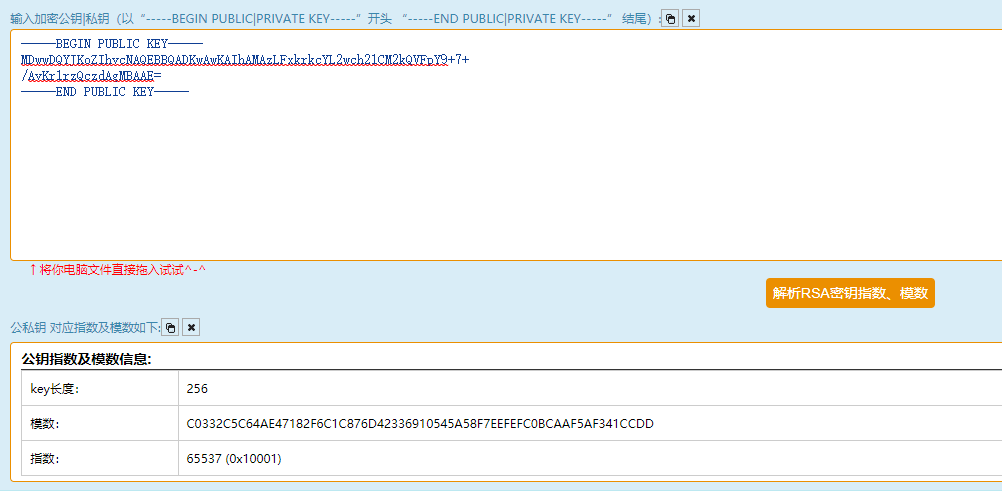 输入加密公钥|私钥（以“-----BEGIN PUBLIC|PRIVATE KEY-----”开头 “-----END PUBLIC|PRIVATE KEY-----” 结尾）:
-----BEGIN PUBLIC KEY-----
MDwwDQYJKoZIhvcNAQEBBQADKwAwKAIhAMAzLFxkrkcYL2wch21CM2kQVFpY9+7+
/AvKr1rzQczdAgMBAAE=
-----END PUBLIC KEY-----
↑将你电脑文件直接拖入试试^-^
解析RSA密钥指数、模数
公私钥 对应指数及模数如下:
公钥指数及模数信息:
key长度: 256
模数: C0332C5C64AE47182F6C1C876D42336910545A58F7EEFEFC0BCAAF5AF341CCDD
指数: 65537 (0x10001)